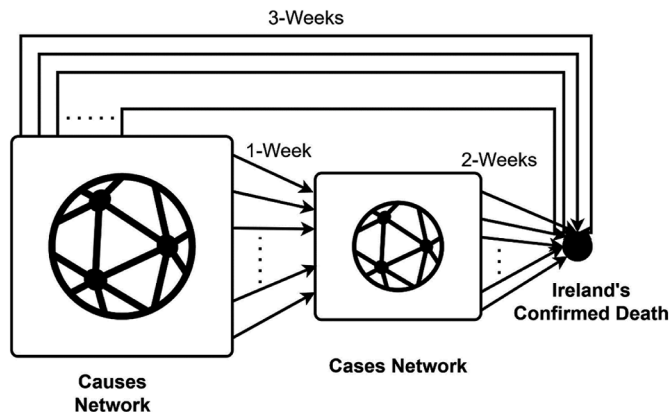 3-Weeks
1-Week
2-Weeks
Ireland's
Confirmed Death
Cases Network
Causes
Network